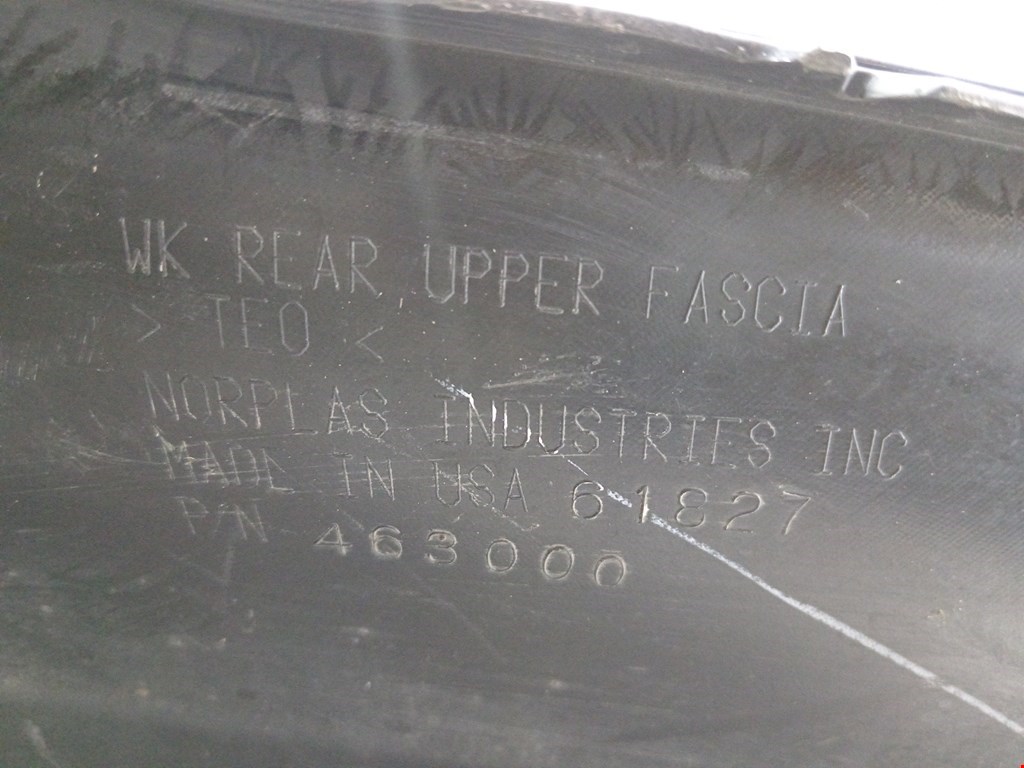 WK REAR UPPER FASCIA
> TEO <
NORPLAS INDUSTRIES INC
MADE IN USA 61827
P/N 463000